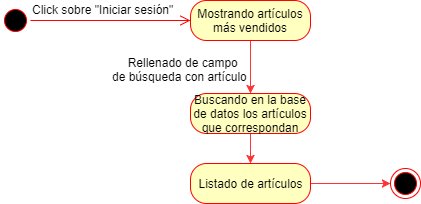 Click sobre "Iniciar sesión"
Mostrando artículos
más vendidos
Rellenado de campo
de búsqueda con artículo
Buscando en la base
de datos los artículos
que correspondan
Listado de artículos